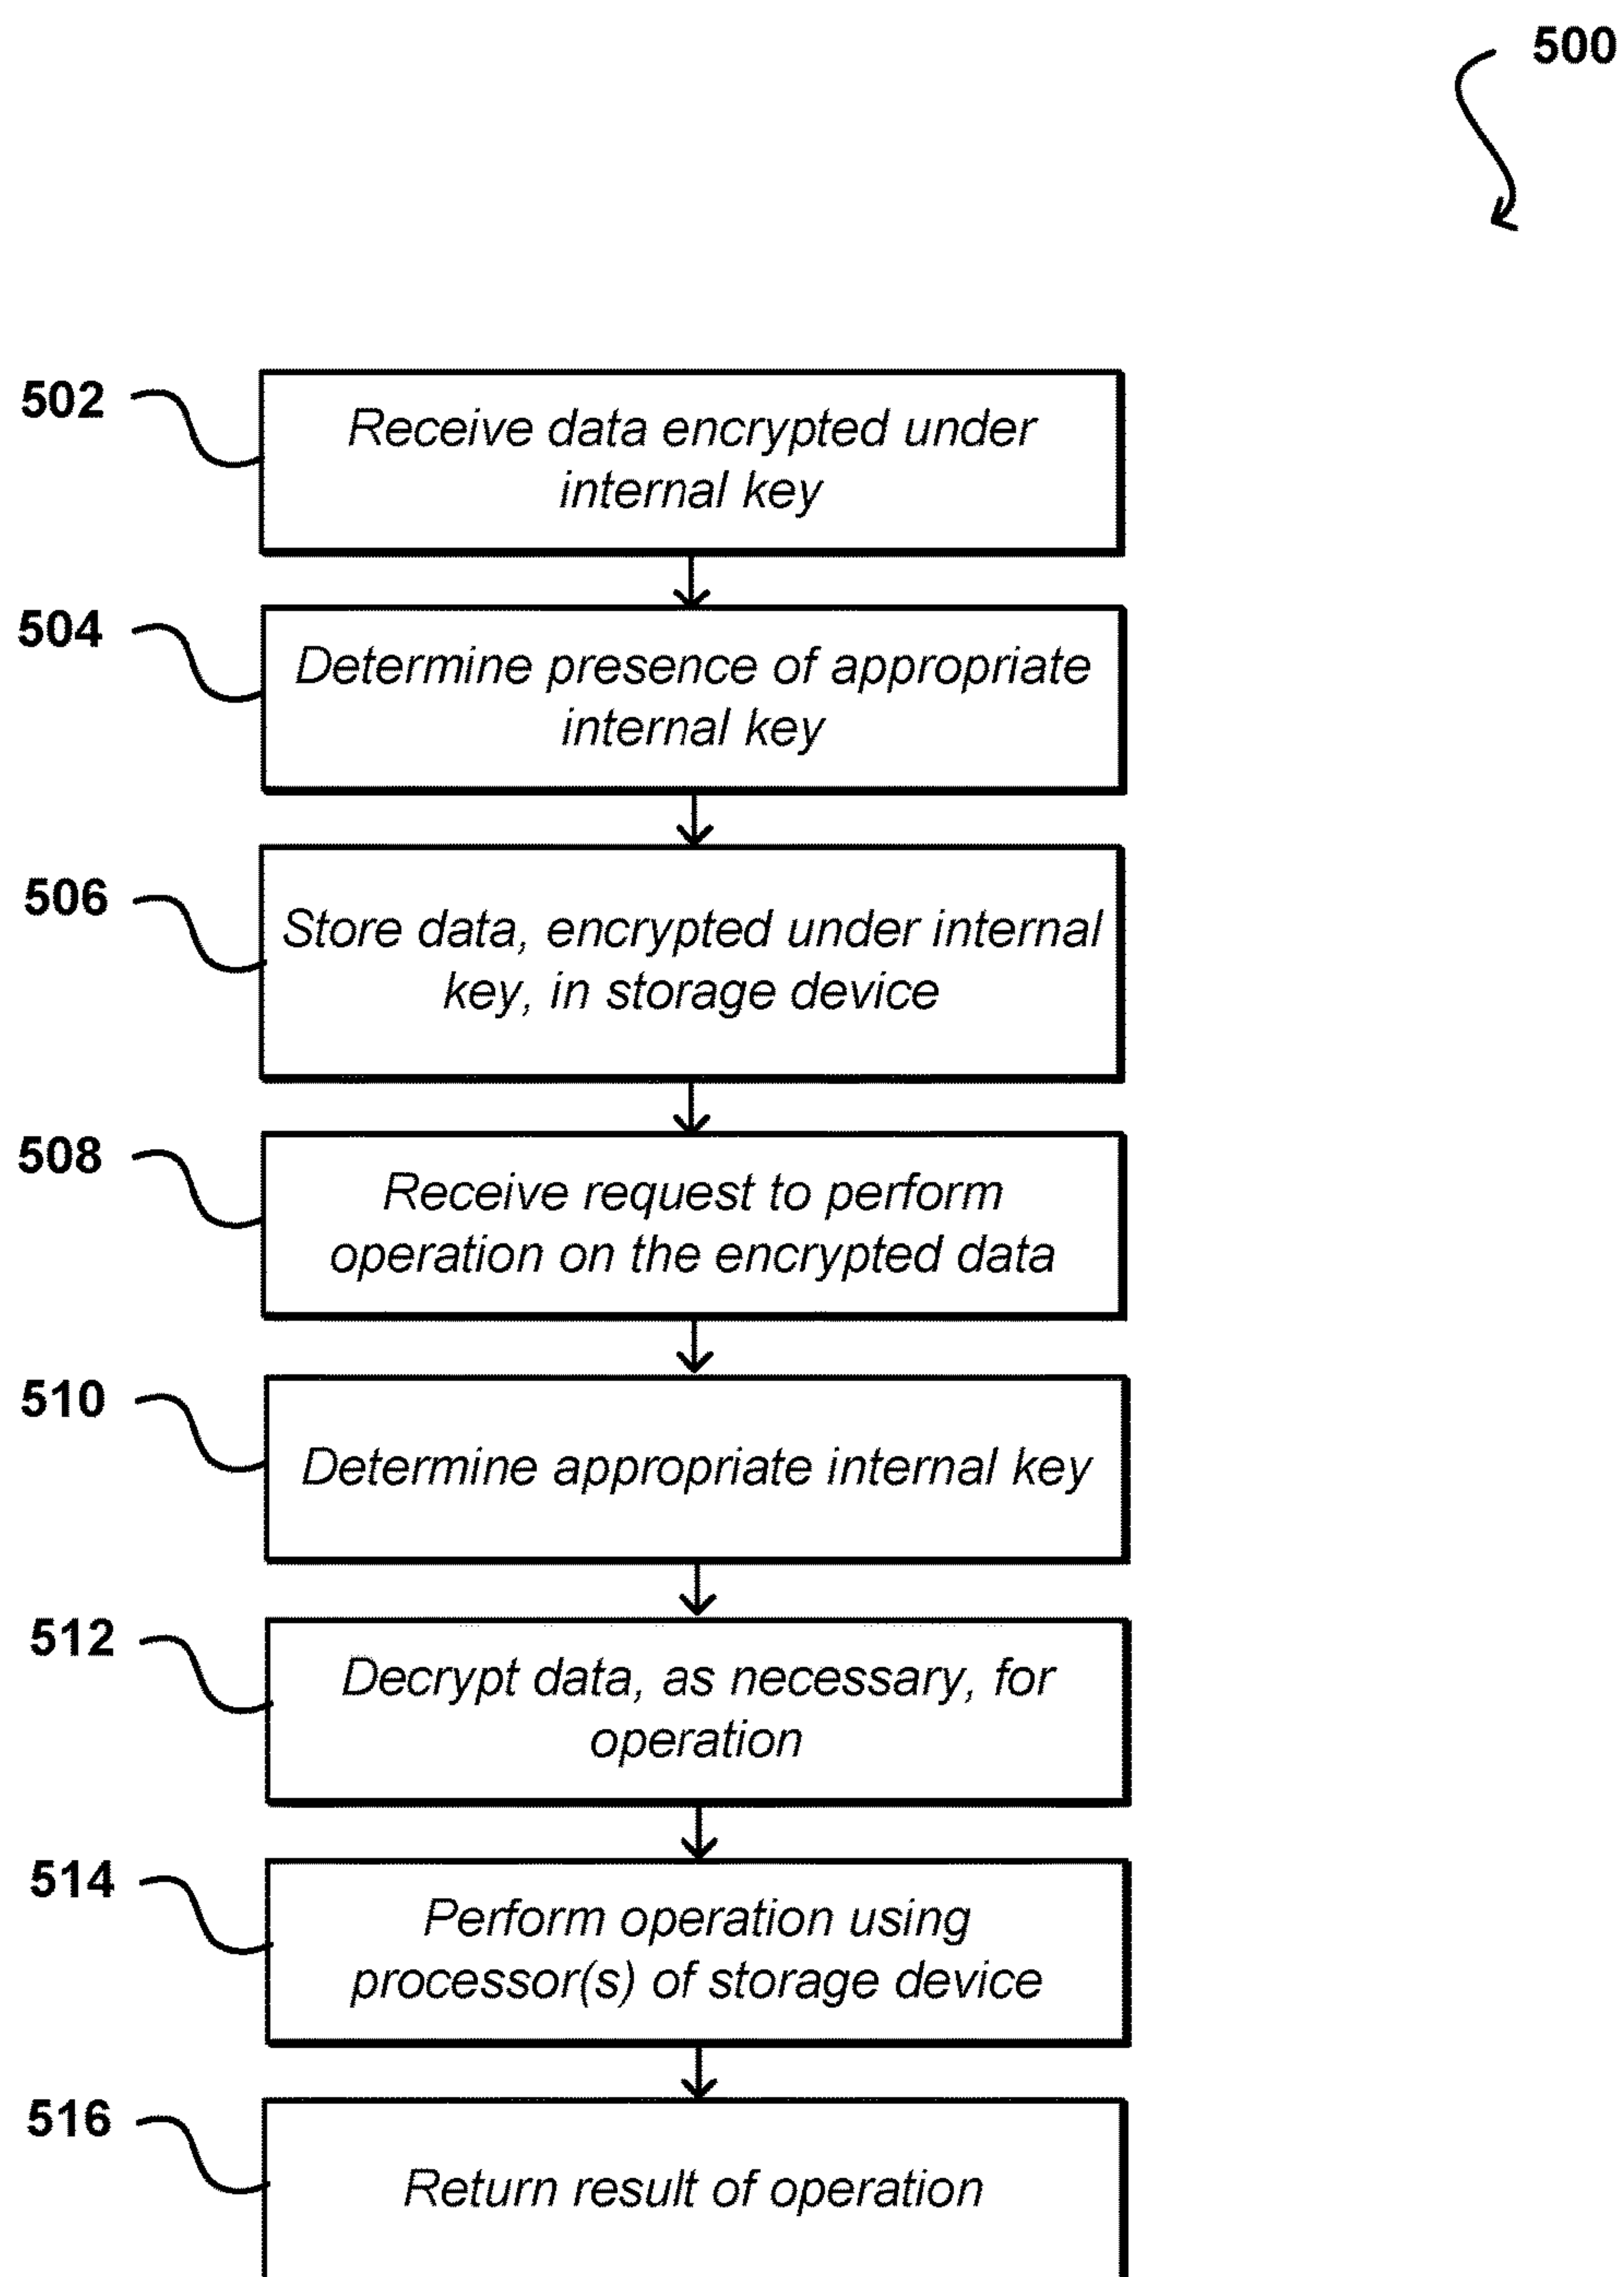 500
502
Receive data encrypted under
internal key
504
Determine presence of appropriate
internal key
506
Store data, encrypted under internal
key, in storage device
508
Receive request to perform
operation on the encrypted data
510
Determine appropriate internal key
512
Decrypt data, as necessary, for
operation
514
Perform operation using
processor(s) of storage device
516
Return result of operation